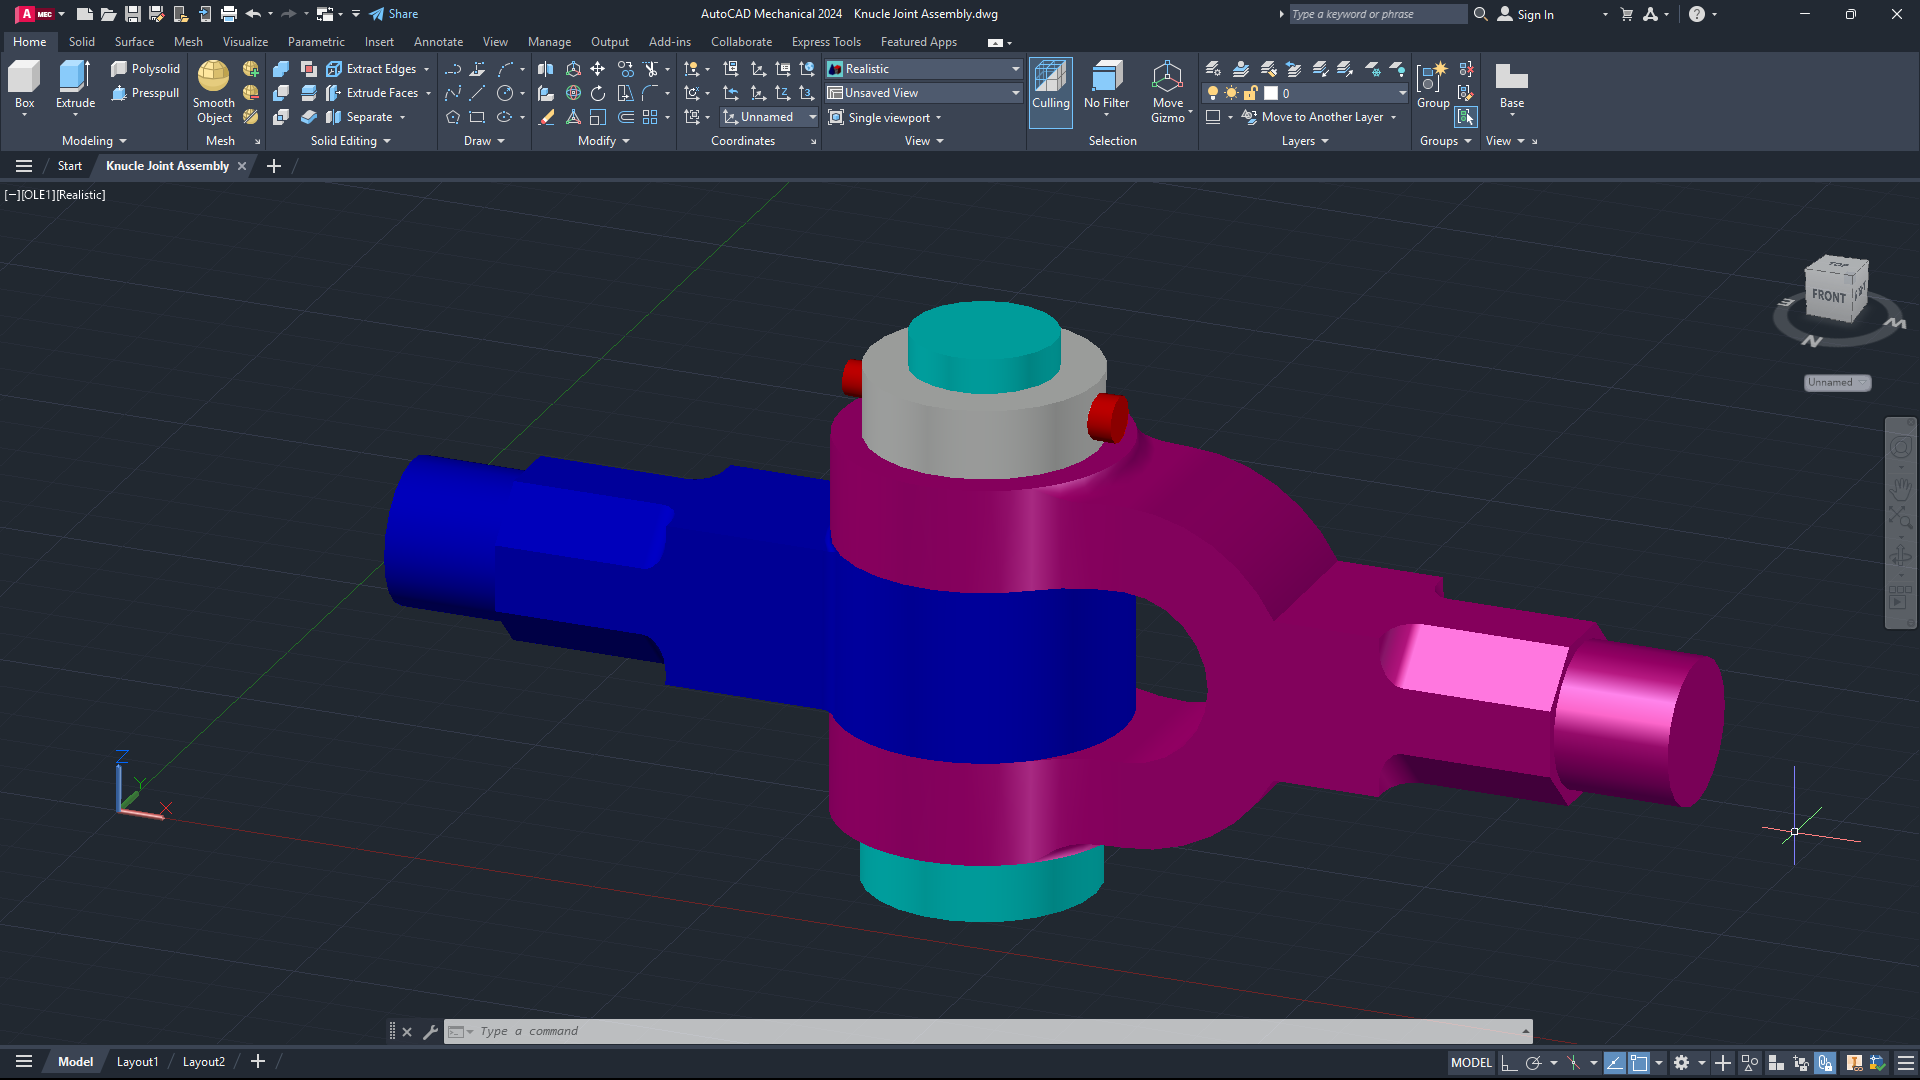 A MEC Share AutoCAD Mechanical 2024 Knucle Joint Assembly.dwg Type a keyword or phrase Sign In
Home Solid Surface Mesh Visualize Parametric Insert Annotate View Manage Output Add-ins Collaborate Express Tools Featured Apps
Polysolid Extract Edges Realistic
Presspull Extrude Faces Unsaved View 0
Box Extrude Smooth Object Separate Unnamed Single viewport Culling No Filter Move Gizmo Move to Another Layer Group Base
Modeling Mesh Solid Editing Draw Modify Coordinates View Selection Layers Groups View
Start Knucle Joint Assembly
[−][OLE1][Realistic]
TOP
FRONT
E
W
N
Unnamed
Z
Y
X
Type a command
Model Layout1 Layout2 MODEL